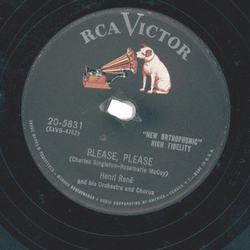 RCA VICTOR
20-5831
(E4VB-4762)
"NEW ORTHOPHONIC"
HIGH FIDELITY
PLEASE, PLEASE
(Charles Singleton-Rosemarie McCoy)
Henri René
and his Orchestra and Chorus